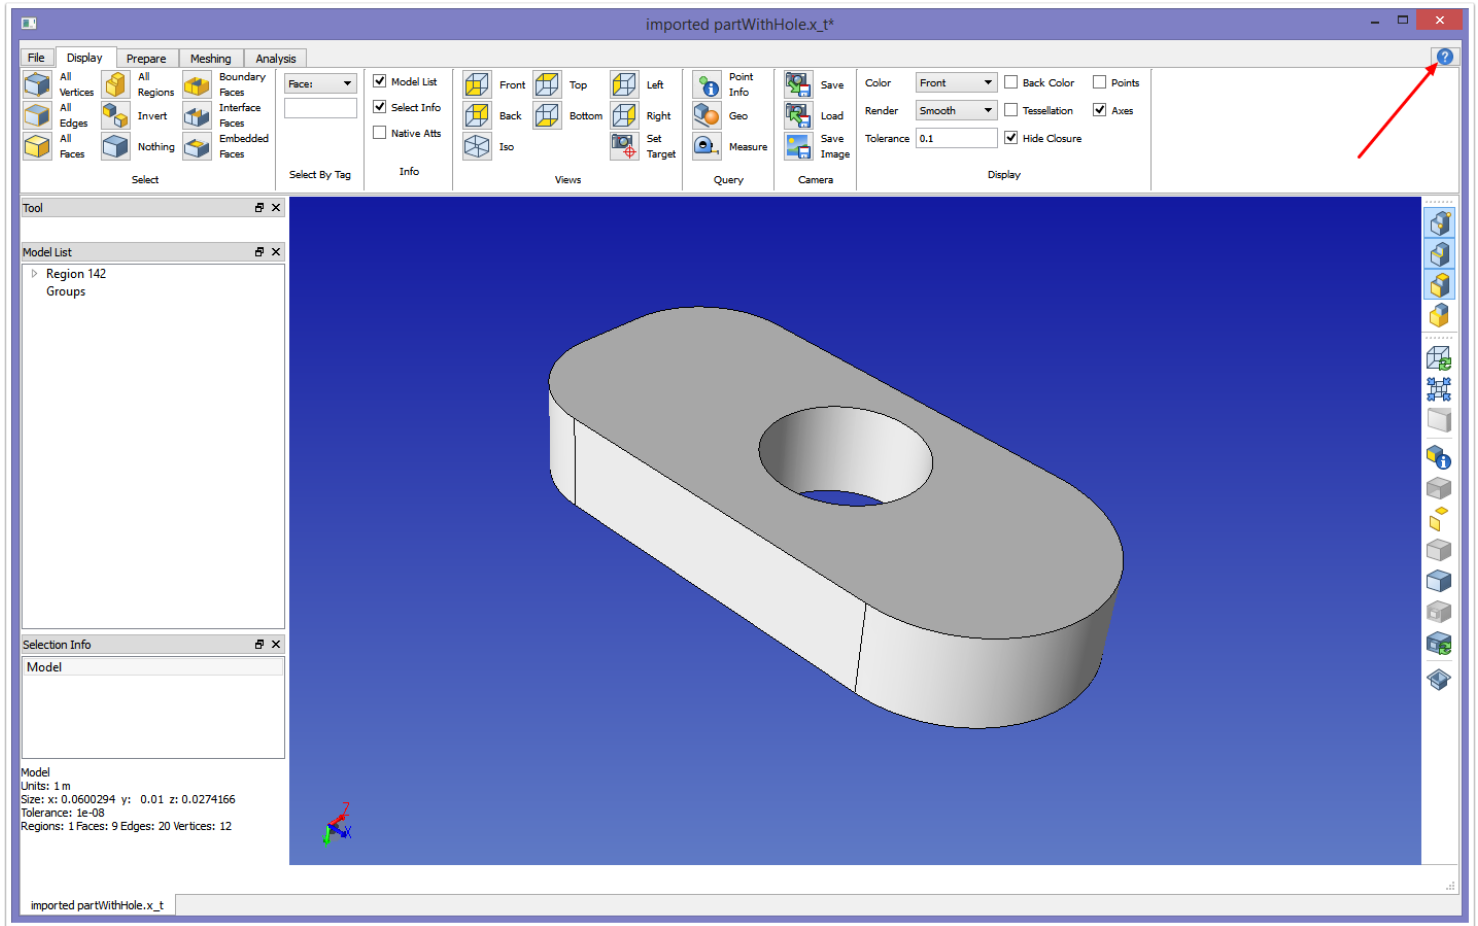 imported partWithHole.x_t*
File Display Prepare Meshing Analysis
All Vertices
All Regions
Boundary Faces
All Edges
Invert
Interface Faces
All Faces
Nothing
Embedded Faces
Select
Face:
Select By Tag
Model List
Select Info
Native Atts
Info
Front Top Left
Back Bottom Right
Iso Set Target
Views
Point Info
Geo
Measure
Query
Save
Load
Save Image
Camera
Color Front Back Color Points
Render Smooth Tessellation Axes
Tolerance 0.1 Hide Closure
Display
Tool
Model List
Region 142
Groups
Selection Info
Model
Model
Units: 1 m
Size: x: 0.0600294 y: 0.01 z: 0.0274166
Tolerance: 1e-08
Regions: 1 Faces: 9 Edges: 20 Vertices: 12
Z
X
imported partWithHole.x_t